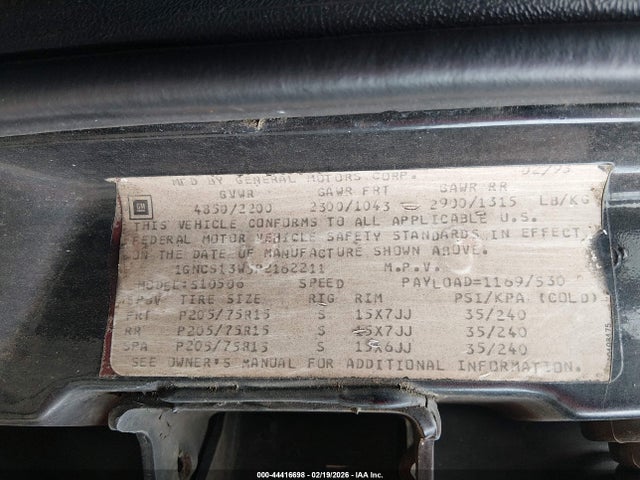 MFD BY GENERAL MOTORS CORP. 02/93
GVWR GAWR FRT GAWR RR
GM 4850/2200 2300/1043 2900/1315 LB/KG
THIS VEHICLE CONFORMS TO ALL APPLICABLE U.S.
FEDERAL MOTOR VEHICLE SAFETY STANDARDS IN EFFECT
ON THE DATE OF MANUFACTURE SHOWN ABOVE.
M.P.V.
MODEL:S10506 SPEED PAYLOAD=1169/530
TIRE SIZE RTG RIM PSI/KPA (COLD)
FRT P205/75R15 S 15X7JJ 35/240
RR P205/75R15 S 15X7JJ 35/240
SPA P205/75R15 S 15X6JJ 35/240
SEE OWNER'S MANUAL FOR ADDITIONAL INFORMATION.
000-44416698 - 02/19/2026 - IAA Inc.